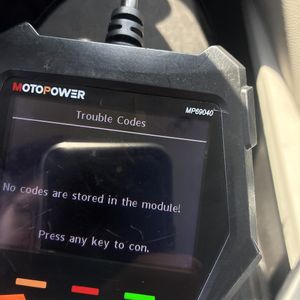 MOTOPOWER
MP69040
Trouble Codes
No codes are stored in the module!
Press any key to con.